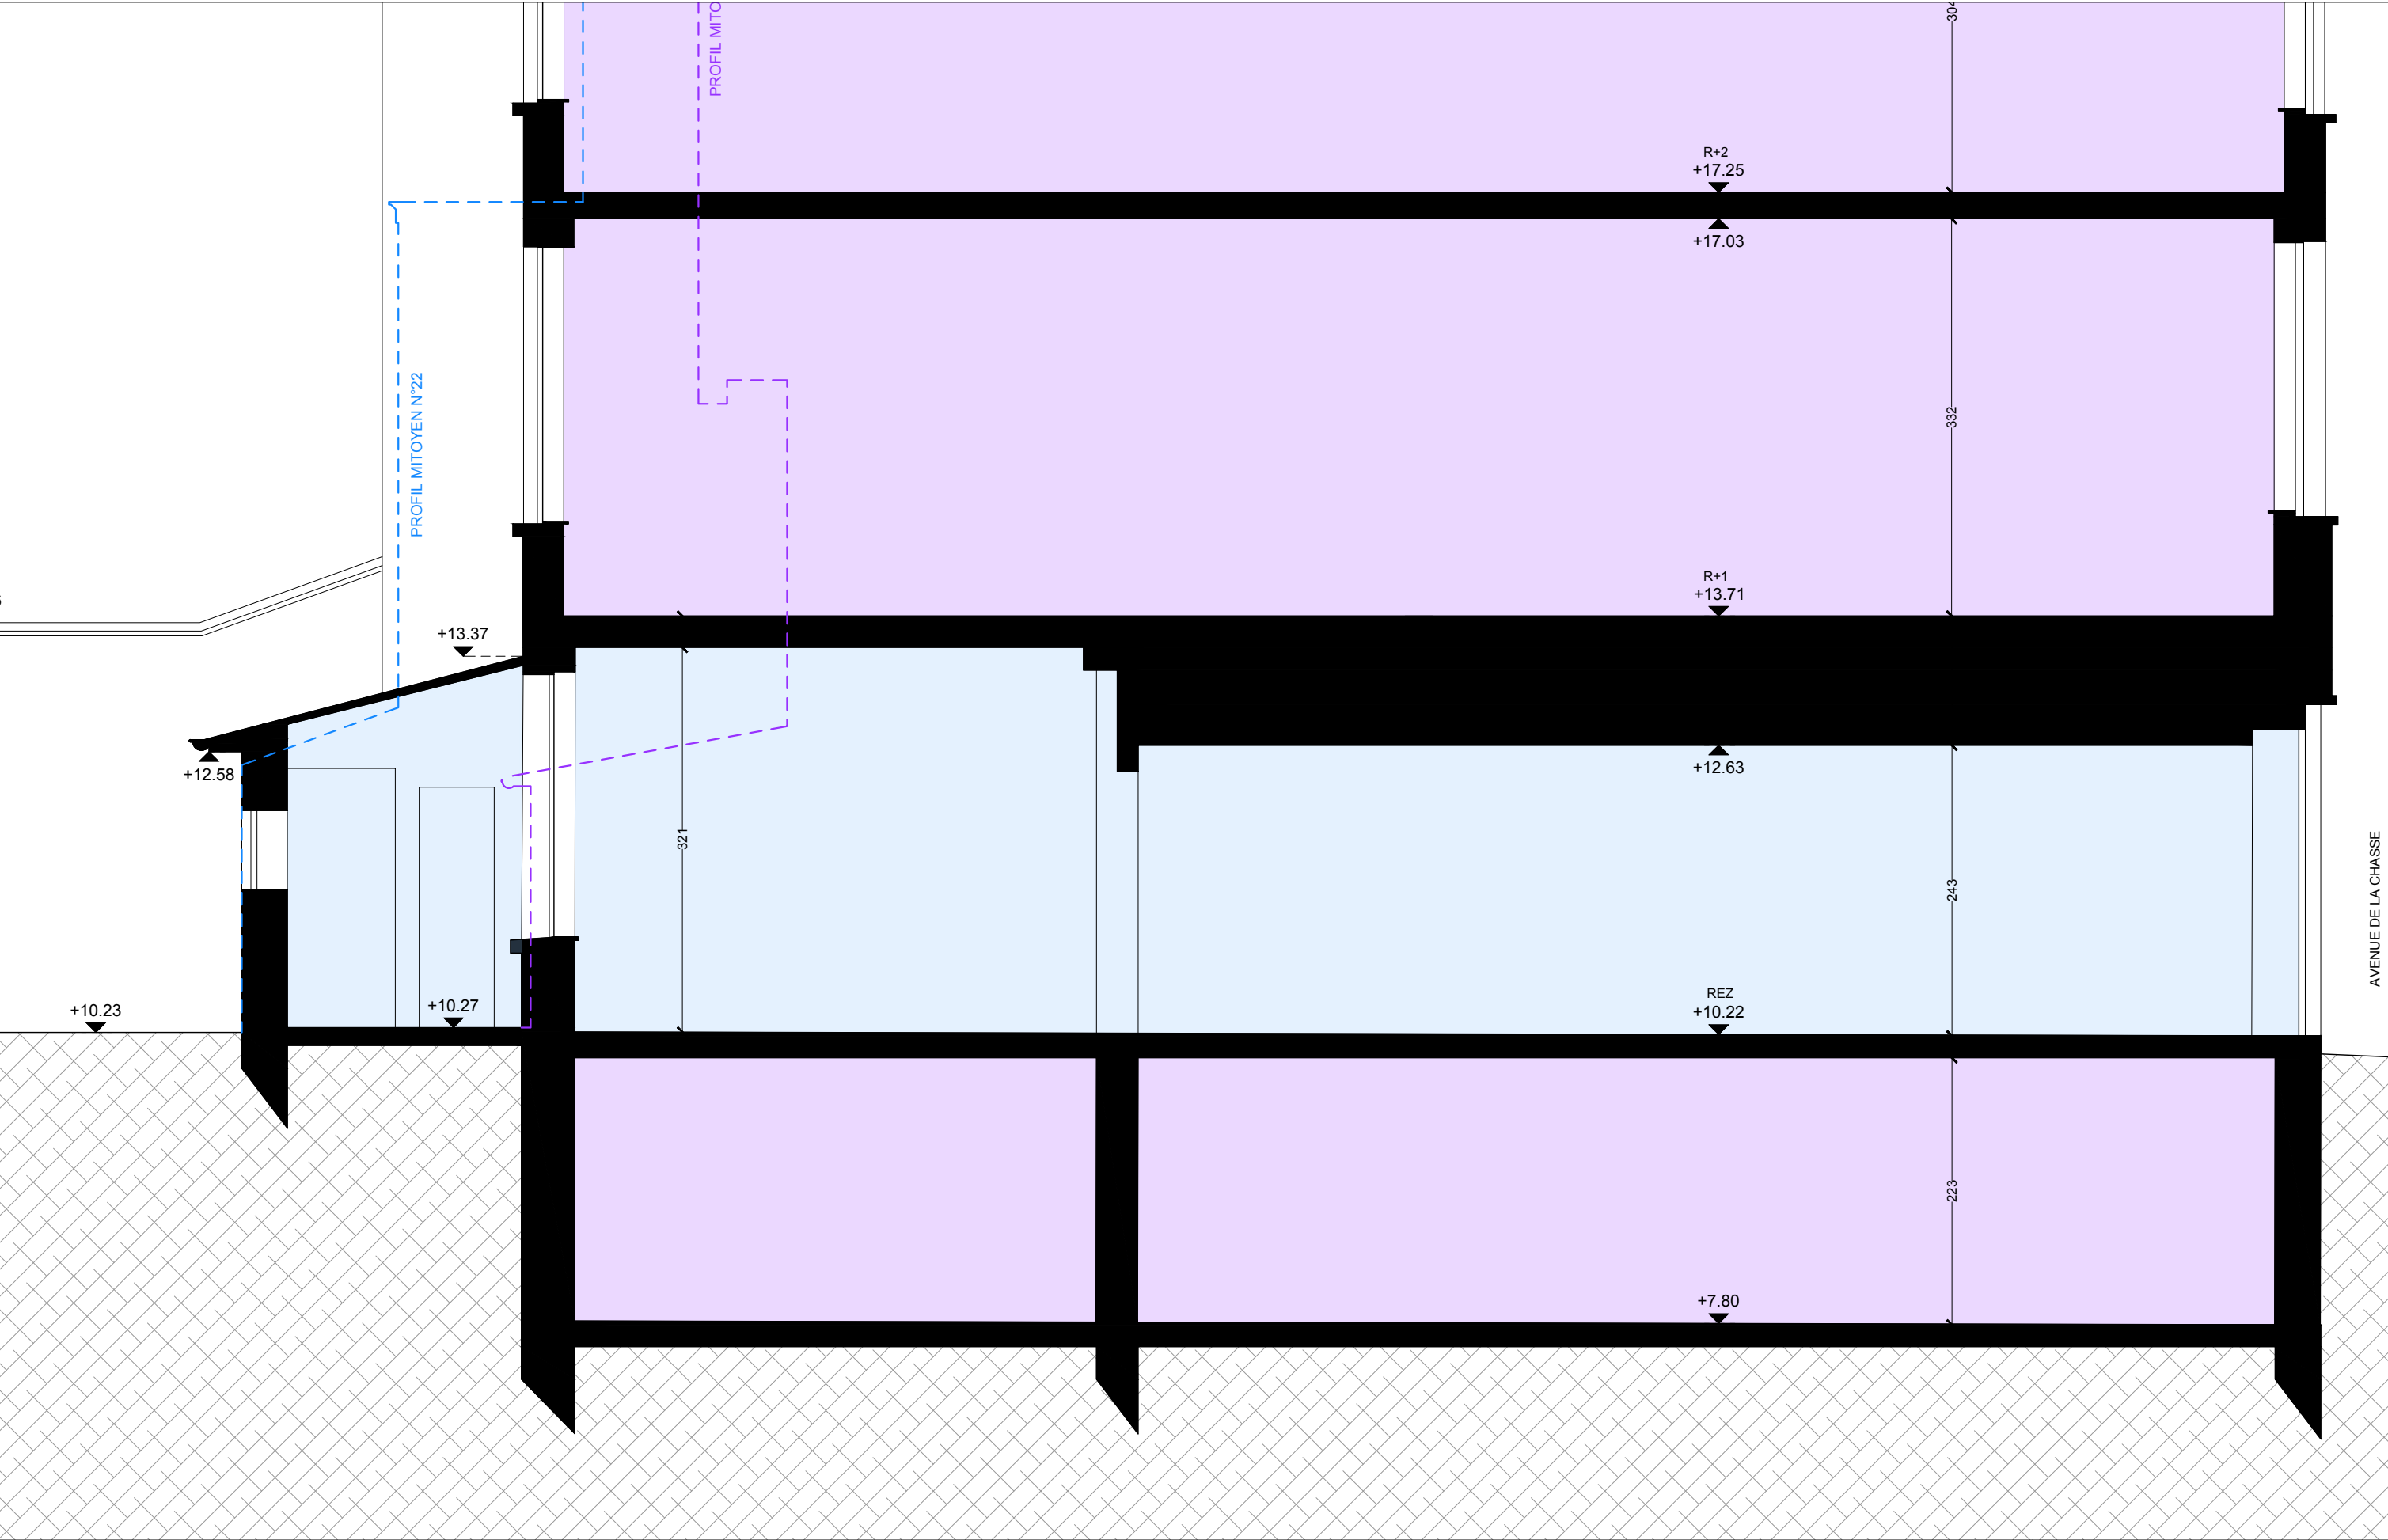 304
PROFIL MITO
R+2
+17.25
+17.03
PROFIL MITOYEN N°22
332
R+1
+13.71
+13.37
+12.58
+12.63
321
243
AVENUE DE LA CHASSE
REZ
+10.22
+10.23
+10.27
223
+7.80